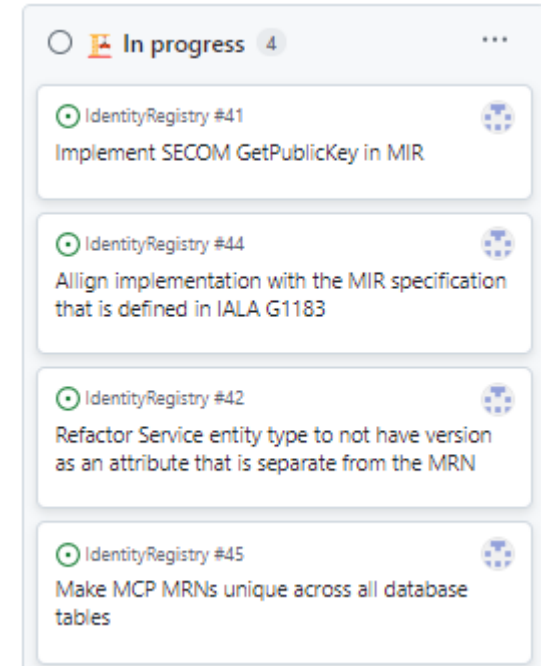 In progress 4
IdentityRegistry #41
Implement SECOM GetPublicKey in MIR
IdentityRegistry #44
Allign implementation with the MIR specification
that is defined in IALA G1183
IdentityRegistry #42
Refactor Service entity type to not have version
as an attribute that is separate from the MRN
IdentityRegistry #45
Make MCP MRNs unique across all database
tables